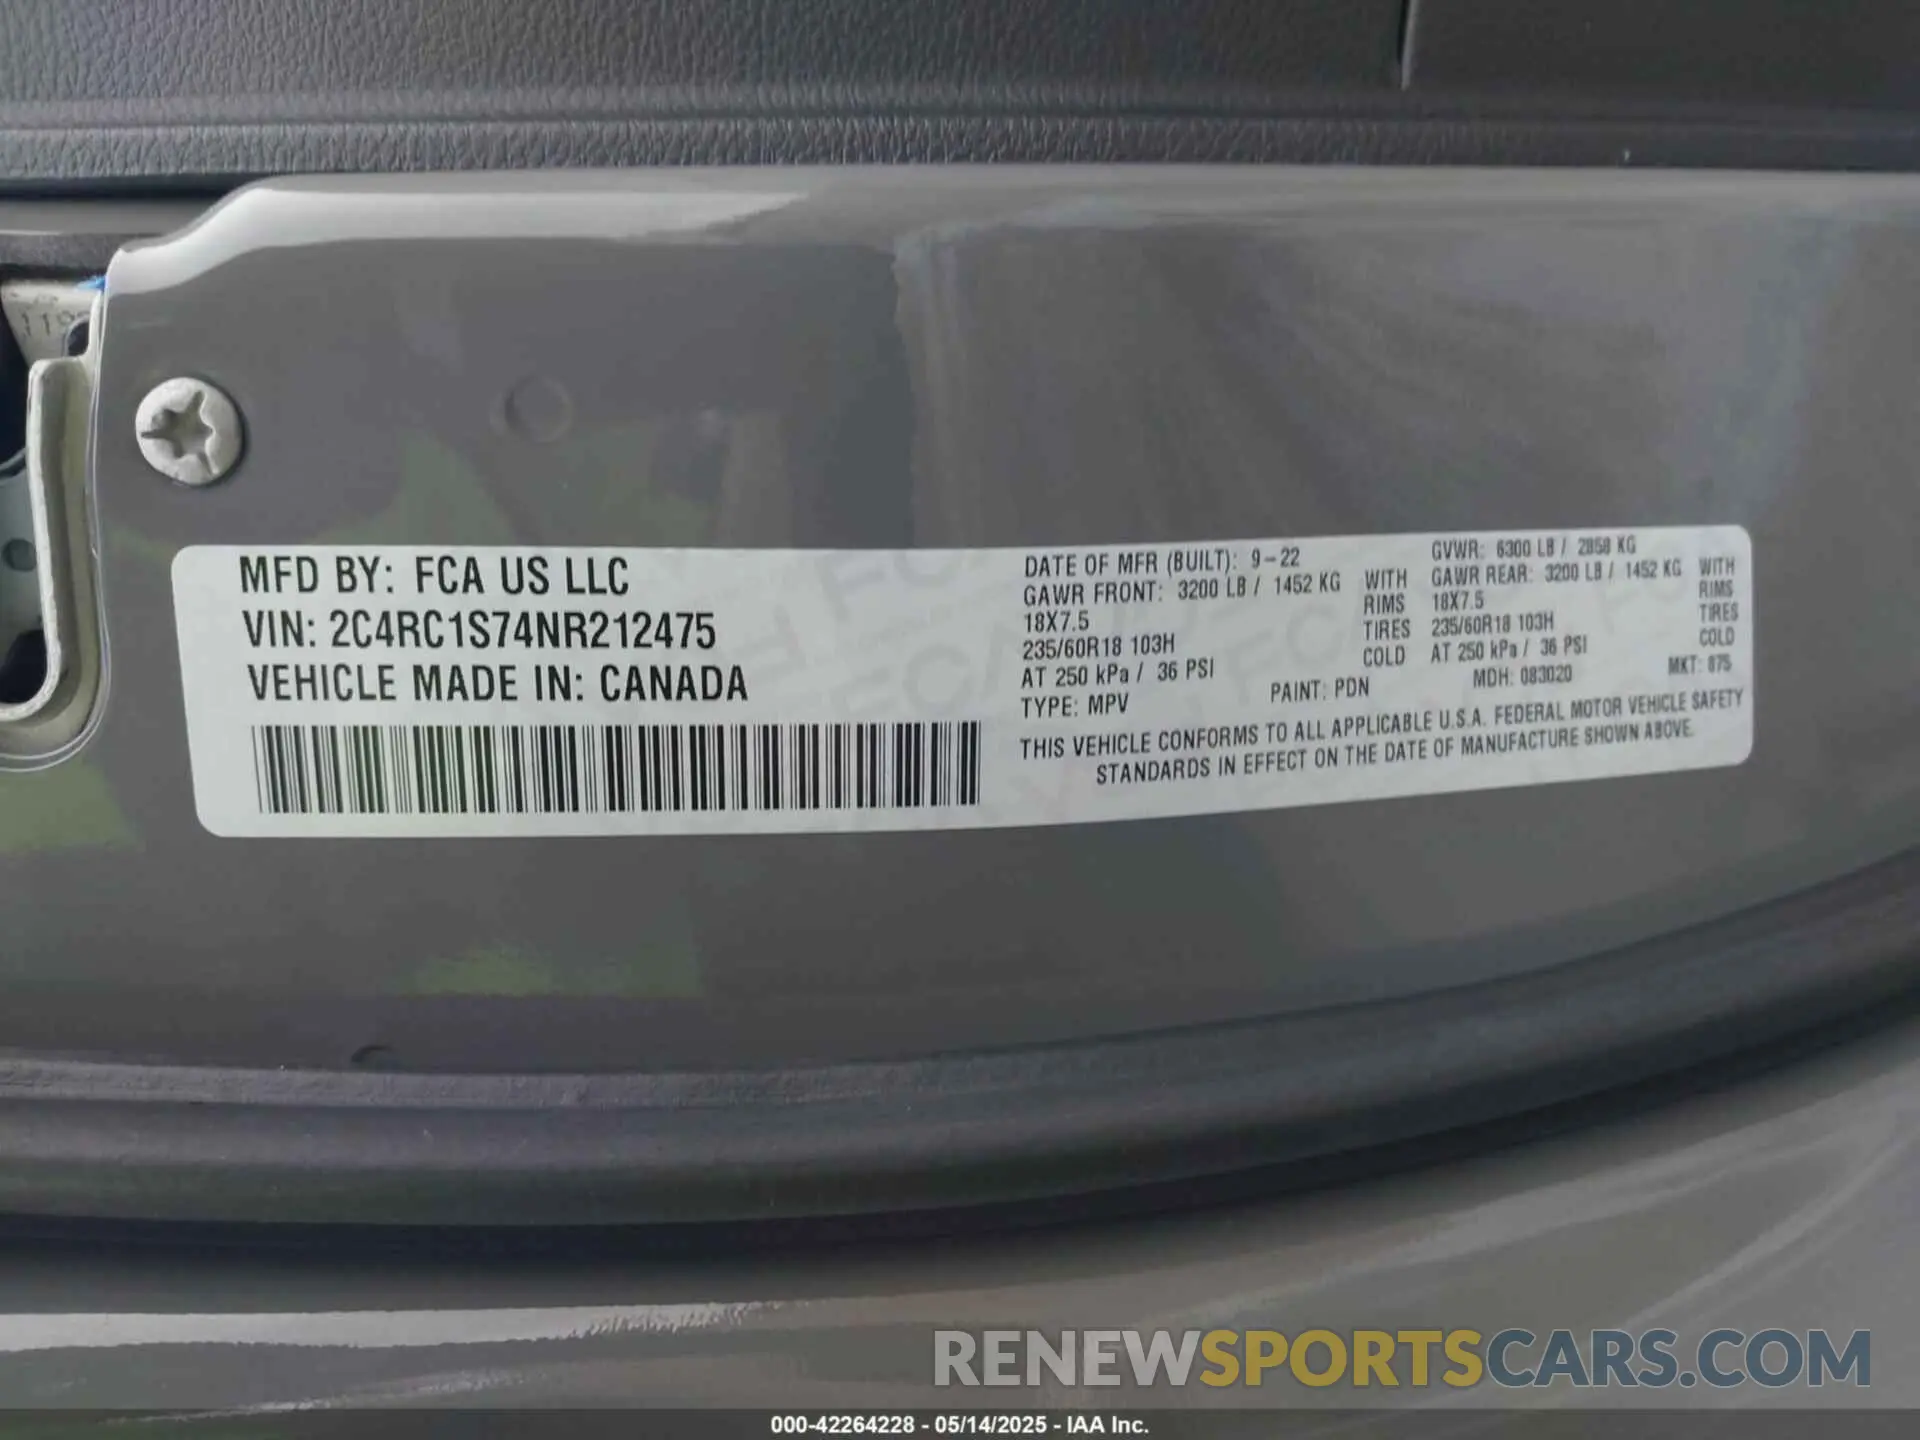 MFD BY: FCA US LLC
VIN: 2C4RC1S74NR212475
VEHICLE MADE IN: CANADA
DATE OF MFR (BUILT): 9-22
GAWR FRONT: 3200 LB / 1452 KG WITH
18X7.5 RIMS
235/60R18 103H TIRES
AT 250 kPa / 36 PSI COLD
TYPE: MPV PAINT: PDN
GVWR: 6300 LB / 2858 KG
GAWR REAR: 3200 LB / 1452 KG WITH
18X7.5 RIMS
235/60R18 103H TIRES
AT 250 kPa / 36 PSI COLD
MDH: 083020 MKT: 875
THIS VEHICLE CONFORMS TO ALL APPLICABLE U.S.A. FEDERAL MOTOR VEHICLE SAFETY
STANDARDS IN EFFECT ON THE DATE OF MANUFACTURE SHOWN ABOVE.
RENEWSPORTSCARS.COM
000-42264228 - 05/14/2025 - IAA Inc.